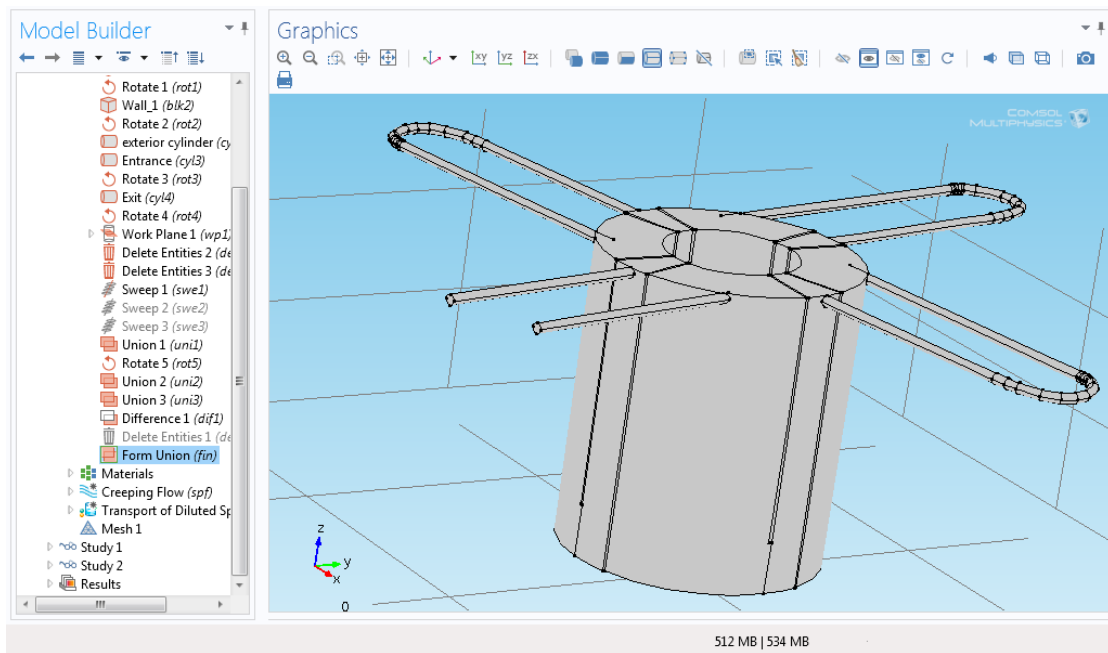 Model Builder
Graphics
xy yz zx
Rotate 1 (rot1)
Wall_1 (blk2)
Rotate 2 (rot2)
exterior cylinder (cy
Entrance (cyl3)
Rotate 3 (rot3)
Exit (cyl4)
Rotate 4 (rot4)
Work Plane 1 (wp1)
Delete Entities 2 (de
Delete Entities 3 (de
Sweep 1 (swe1)
Sweep 2 (swe2)
Sweep 3 (swe3)
Union 1 (uni1)
Rotate 5 (rot5)
Union 2 (uni2)
Union 3 (uni3)
Difference 1 (dif1)
Delete Entities 1 (de
Form Union (fin)
Materials
Creeping Flow (spf)
Transport of Diluted Sp
Mesh 1
Study 1
Study 2
Results
COMSOL
MULTIPHYSICS
z
y
x
0
512 MB | 534 MB